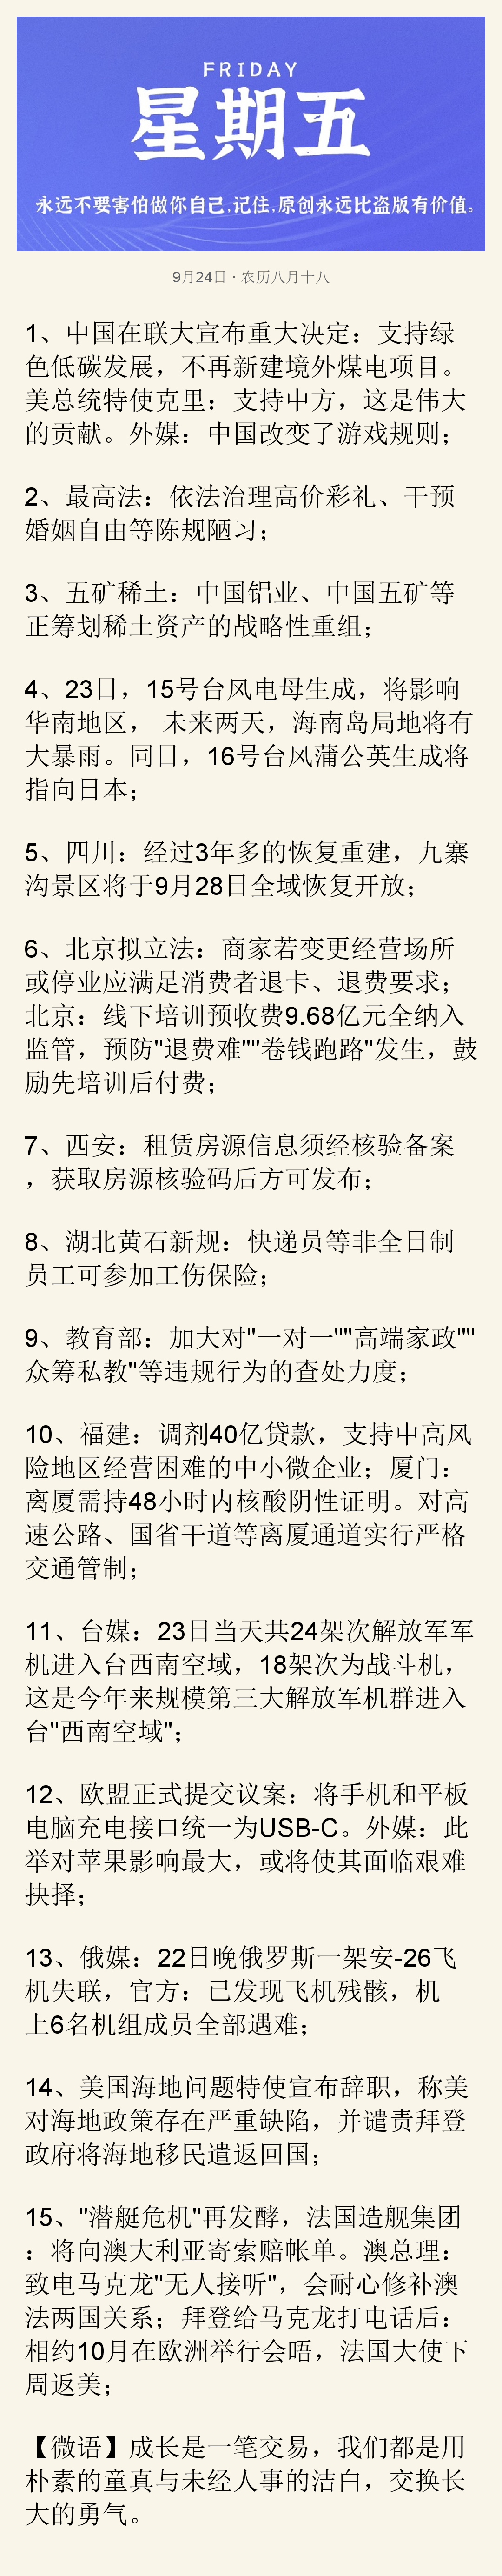 FRIDAY
星期五
永远不要害怕做你自己,记住,原创永远比盗版有价值。
9月24日 · 农历八月十八
1、中国在联大宣布重大决定：支持绿
色低碳发展，不再新建境外煤电项目。
美总统特使克里：支持中方，这是伟大
的贡献。外媒：中国改变了游戏规则；
2、最高法：依法治理高价彩礼、干预
婚姻自由等陈规陋习；
3、五矿稀土：中国铝业、中国五矿等
正筹划稀土资产的战略性重组；
4、23日，15号台风电母生成，将影响
华南地区， 未来两天，海南岛局地将有
大暴雨。同日，16号台风蒲公英生成将
指向日本；
5、四川：经过3年多的恢复重建，九寨
沟景区将于9月28日全域恢复开放；
6、北京拟立法：商家若变更经营场所
或停业应满足消费者退卡、退费要求；
北京：线下培训预收费9.68亿元全纳入
监管，预防"退费难""卷钱跑路"发生，鼓
励先培训后付费；
7、西安：租赁房源信息须经核验备案
，获取房源核验码后方可发布；
8、湖北黄石新规：快递员等非全日制
员工可参加工伤保险；
9、教育部：加大对"一对一""高端家政""
众筹私教"等违规行为的查处力度；
10、福建：调剂40亿贷款，支持中高风
险地区经营困难的中小微企业；厦门：
离厦需持48小时内核酸阴性证明。对高
速公路、国省干道等离厦通道实行严格
交通管制；
11、台媒：23日当天共24架次解放军军
机进入台西南空域，18架次为战斗机，
这是今年来规模第三大解放军机群进入
台"西南空域"；
12、欧盟正式提交议案：将手机和平板
电脑充电接口统一为USB-C。外媒：此
举对苹果影响最大，或将使其面临艰难
抉择；
13、俄媒：22日晚俄罗斯一架安-26飞
机失联，官方：已发现飞机残骸，机
上6名机组成员全部遇难；
14、美国海地问题特使宣布辞职，称美
对海地政策存在严重缺陷，并谴责拜登
政府将海地移民遣返回国；
15、"潜艇危机"再发酵，法国造舰集团
：将向澳大利亚寄索赔帐单。澳总理：
致电马克龙"无人接听"，会耐心修补澳
法两国关系；拜登给马克龙打电话后：
相约10月在欧洲举行会晤，法国大使下
周返美；
【微语】成长是一笔交易，我们都是用
朴素的童真与未经人事的洁白，交换长
大的勇气。